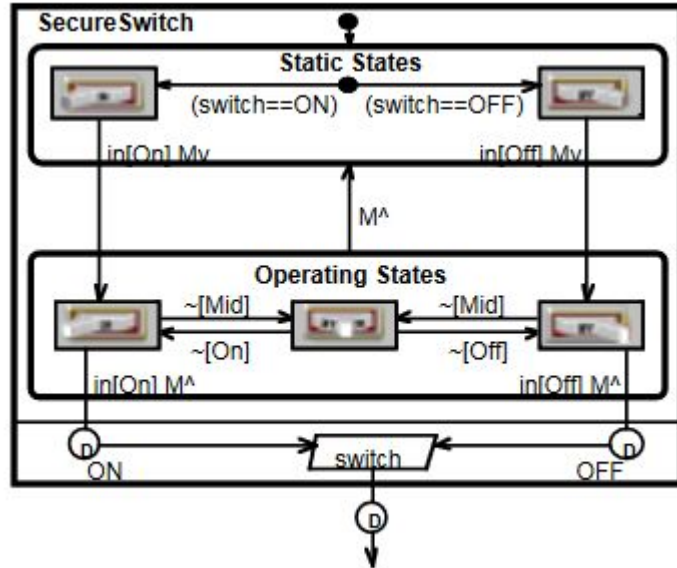 SecureSwitch
Static States
(switch==ON) (switch==OFF)
in[On] Mv in[Off] Mv
M^
Operating States
~[Mid] ~[Mid]
~[On] ~[Off]
in[On] M^ in[Off] M^
D D
ON switch OFF
D